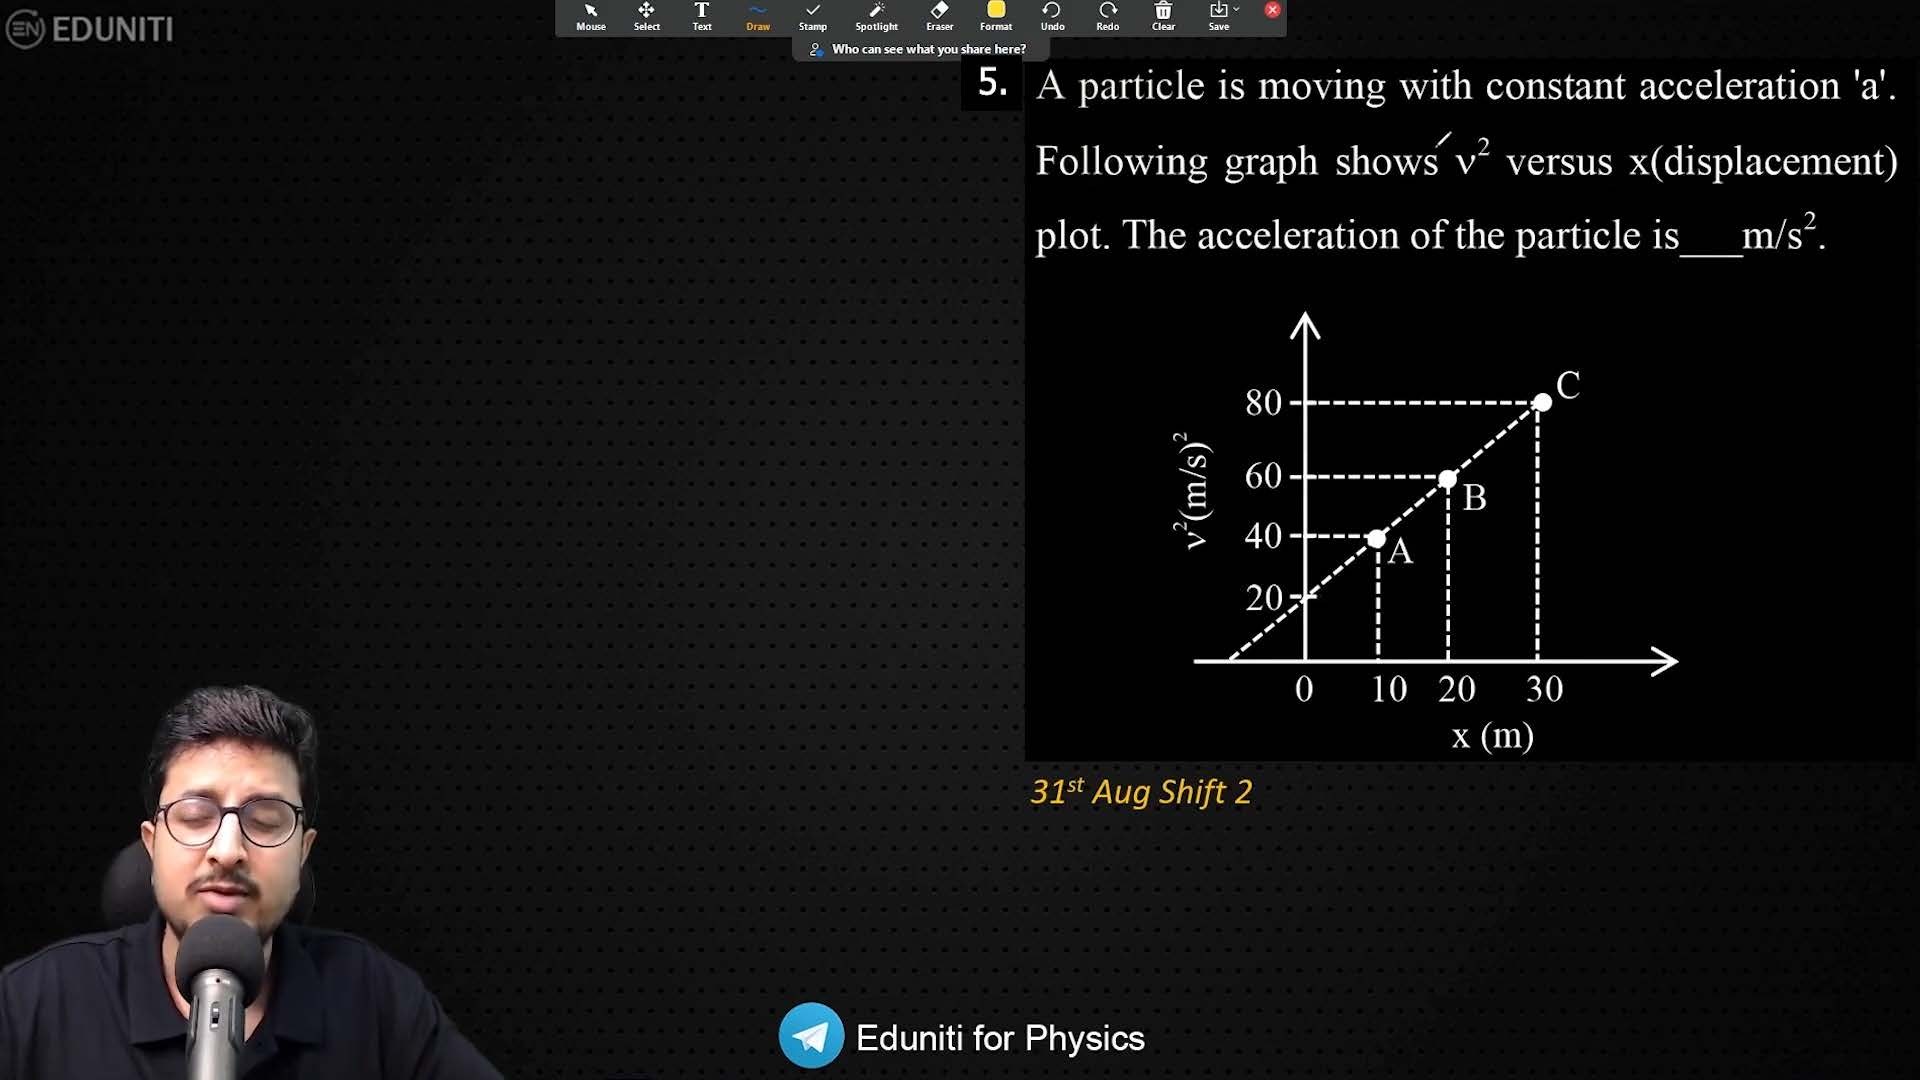 EN EDUNITI
Mouse Select Text Draw Stamp Spotlight Eraser Format Undo Redo Clear Save
Who can see what you share here?
5. A particle is moving with constant acceleration 'a'.
Following graph shows v² versus x(displacement)
plot. The acceleration of the particle is___m/s².
C
80
v²(m/s)²
60
B
40
A
20
0 10 20 30
x (m)
31st Aug Shift 2
Eduniti for Physics